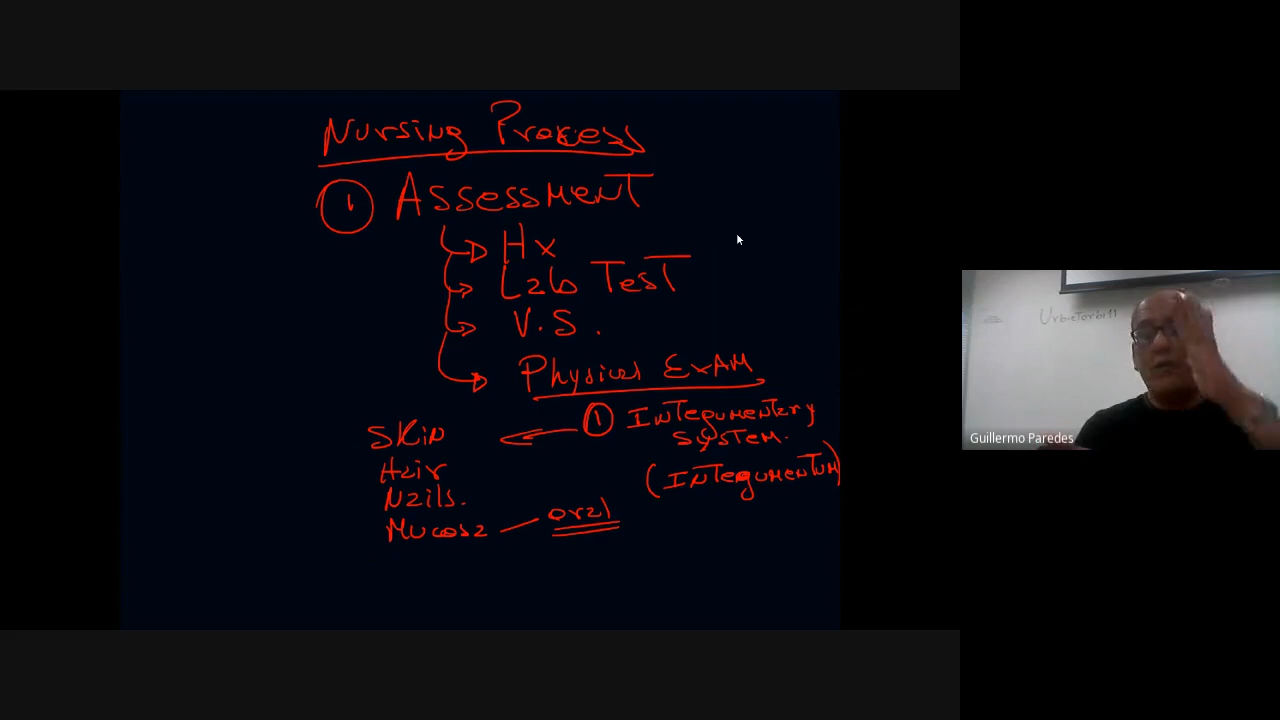 Nursing Process
1 Assessment
Hx
Lab Test
V.S.
Physical Exam
1 Integumentary
system.
(Integumentum)
Skin
Hair
Nails.
Mucosa — oral
Guillermo Paredes